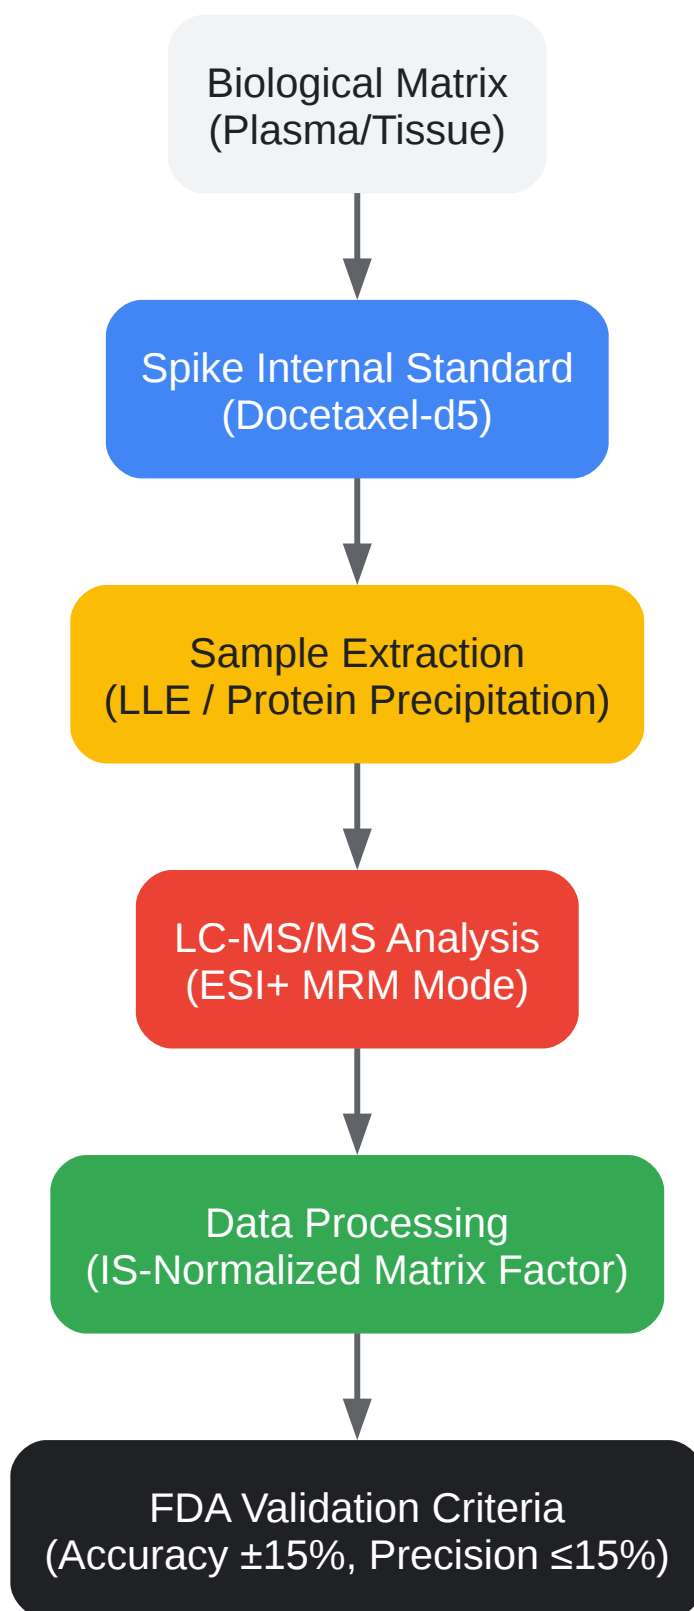 Biological Matrix
(Plasma/Tissue)
Spike Internal Standard
(Docetaxel-d5)
Sample Extraction
(LLE / Protein Precipitation)
LC-MS/MS Analysis
(ESI+ MRM Mode)
Data Processing
(IS-Normalized Matrix Factor)
FDA Validation Criteria
(Accuracy ±15%, Precision ≤15%)